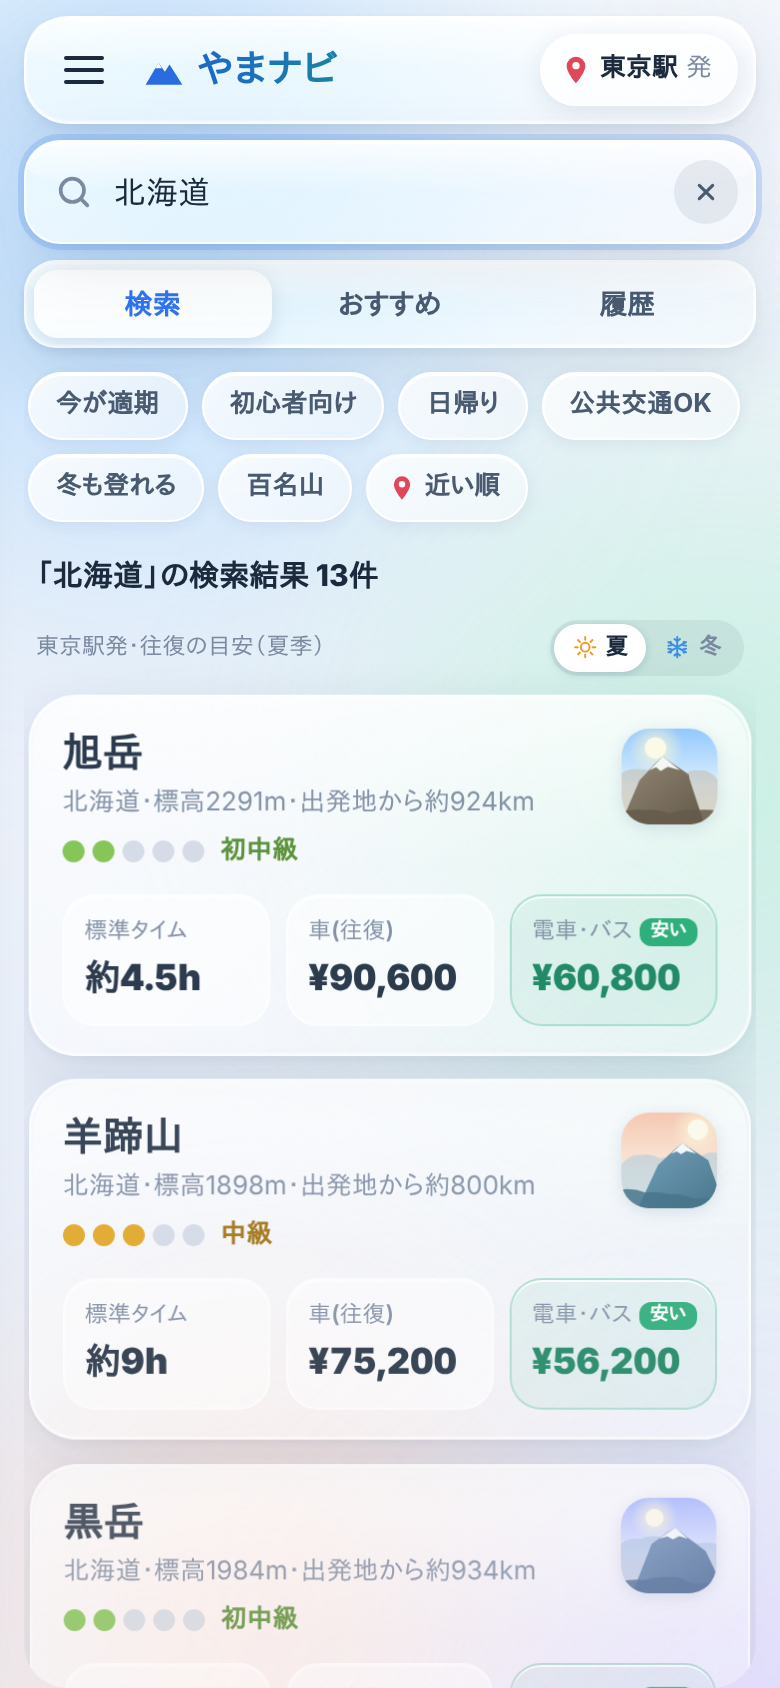 やまナビ
東京駅 発
北海道
検索 おすすめ 履歴
今が適期 初心者向け 日帰り 公共交通OK
冬も登れる 百名山 近い順
「北海道」の検索結果 13件
東京駅発・往復の目安（夏季） 夏 冬
旭岳
北海道・標高2291m・出発地から約924km
初中級
標準タイム 車(往復) 電車・バス 安い
約4.5h ¥90,600 ¥60,800
羊蹄山
北海道・標高1898m・出発地から約800km
中級
標準タイム 車(往復) 電車・バス 安い
約9h ¥75,200 ¥56,200
黒岳
北海道・標高1984m・出発地から約934km
初中級